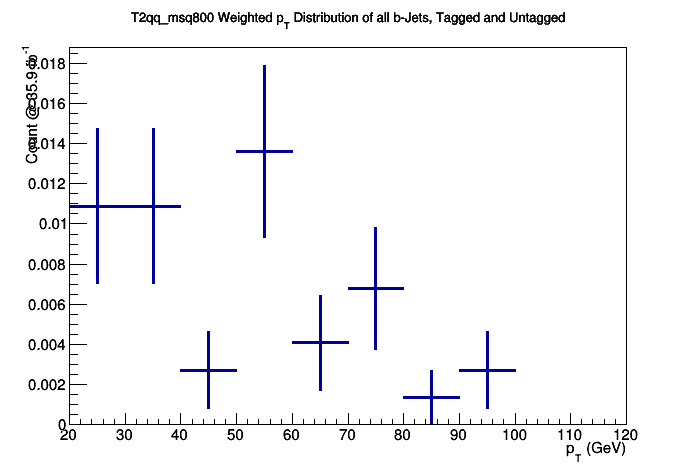 T2qq_msq800 Weighted pT Distribution of all b-Jets, Tagged and Untagged
Count @ 35.9 fb-1
0.018
0.016
0.014
0.012
0.01
0.008
0.006
0.004
0.002
0
20 30 40 50 60 70 80 90 100 110 120
pT (GeV)